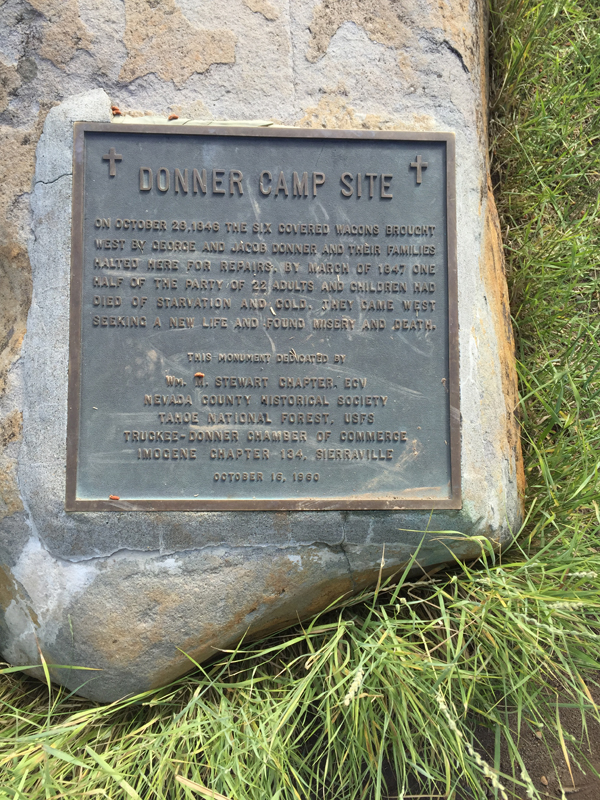 DONNER CAMP SITE
ON OCTOBER 28,1846 THE SIX COVERED WAGONS BROUGHT
WEST BY GEORGE AND JACOB DONNER AND THEIR FAMILIES
HALTED HERE FOR REPAIRS. BY MARCH OF 1847 ONE
HALF OF THE PARTY OF 22 ADULTS AND CHILDREN HAD
DIED OF STARVATION AND COLD. THEY CAME WEST
SEEKING A NEW LIFE AND FOUND MISERY AND DEATH.
THIS MONUMENT DEDICATED BY
WM. M. STEWART CHAPTER. ECV
NEVADA COUNTY HISTORICAL SOCIETY
TAHOE NATIONAL FOREST, USFS
TRUCKEE-DONNER CHAMBER OF COMMERCE
IMOGENE CHAPTER 134, SIERRAVILLE
OCTOBER 16, 1960